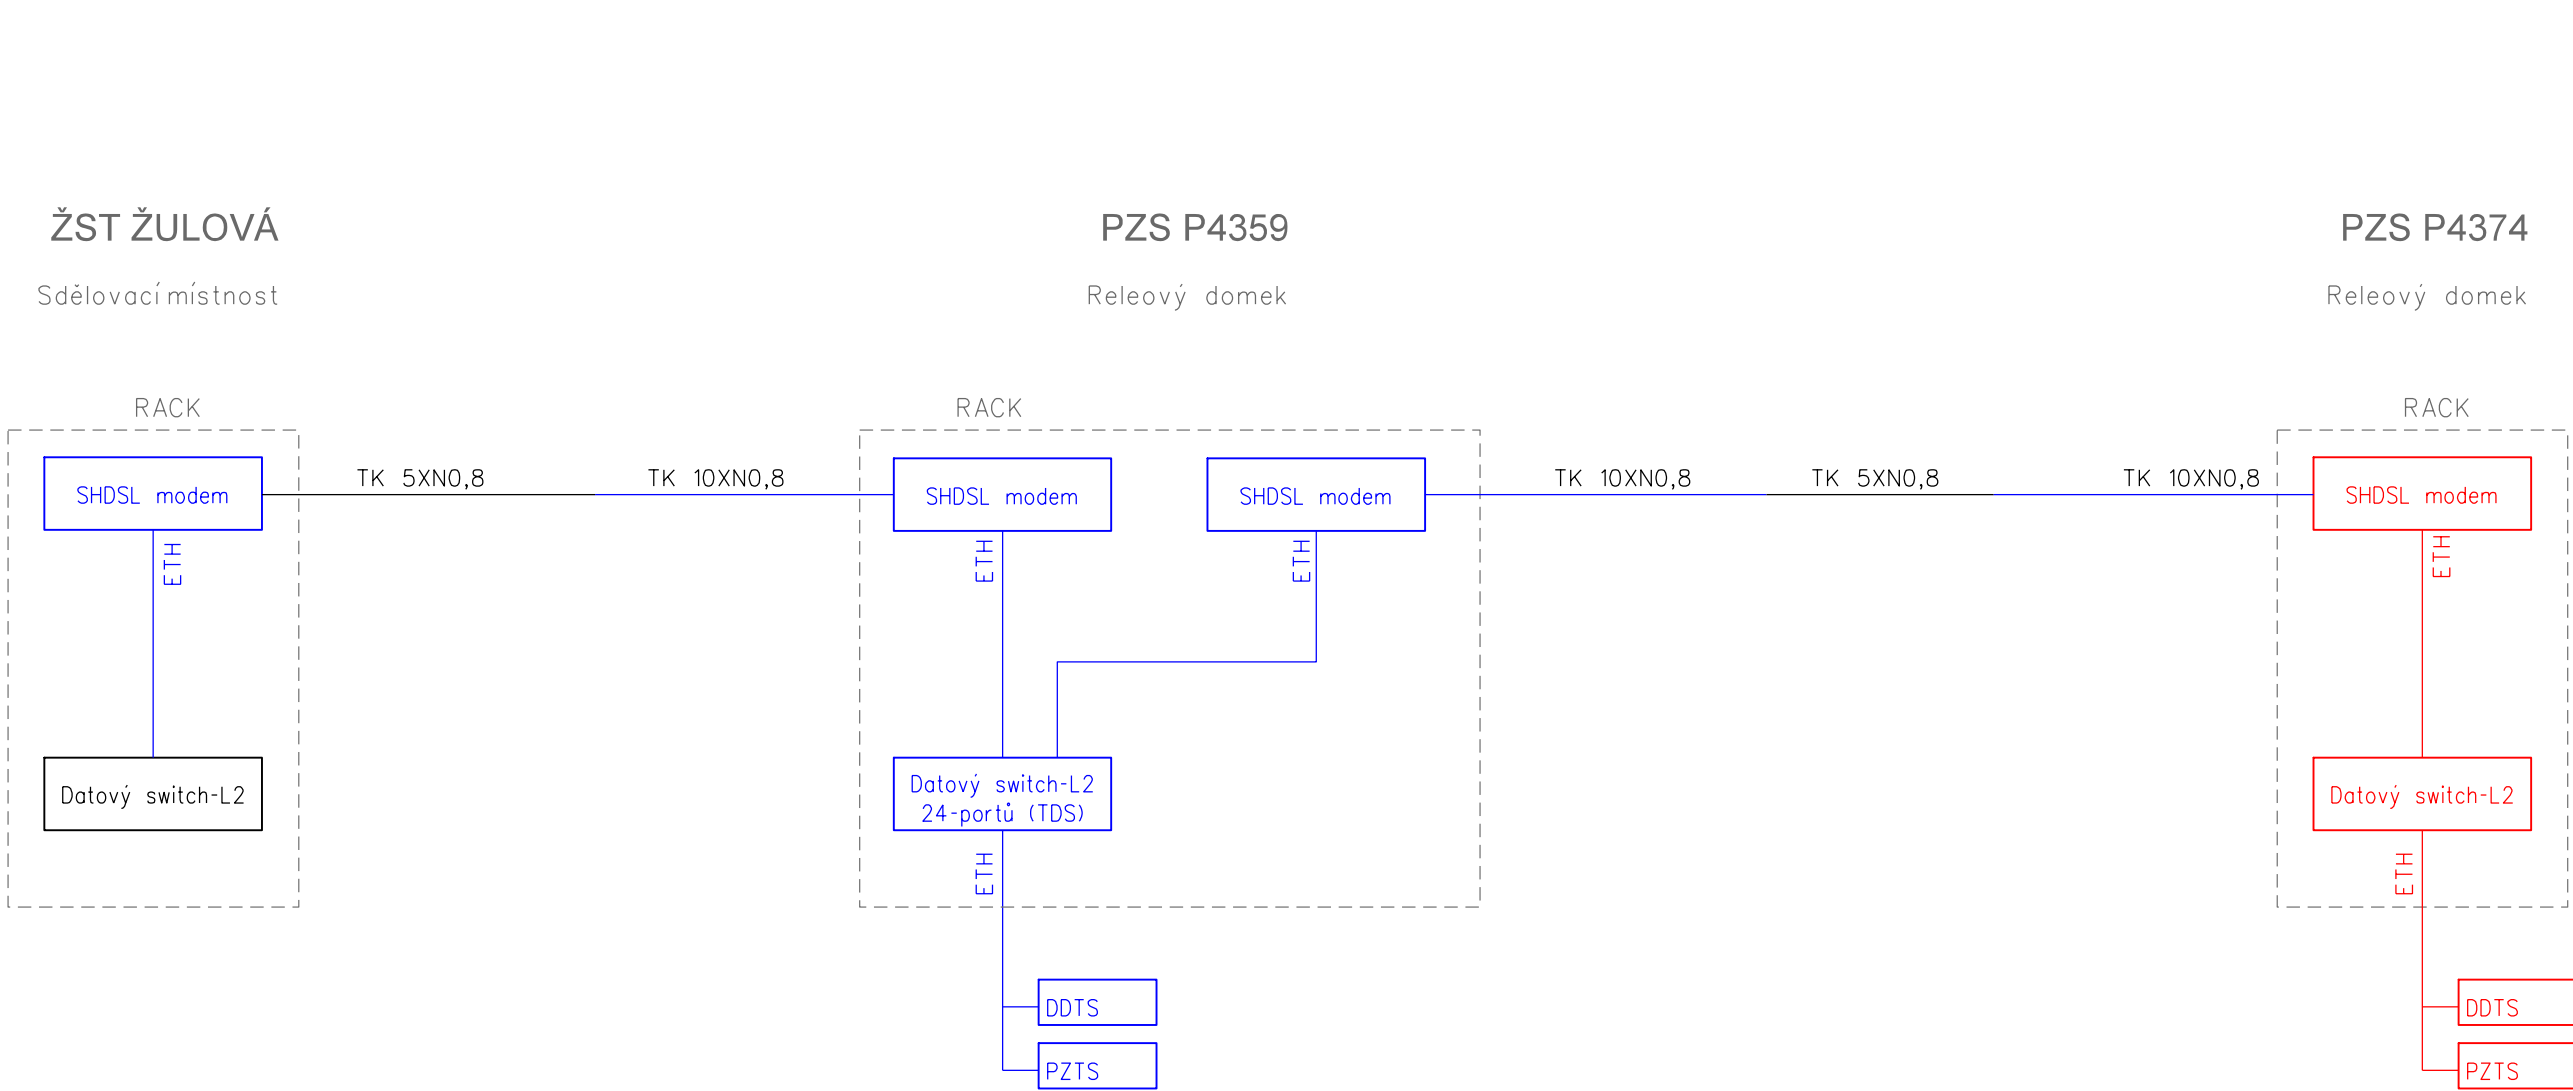 ŽST ŽULOVÁ
PZS P4359
PZS P4374
Sdělovací místnost
Releový domek
Releový domek
RACK
RACK
RACK
SHDSL modem
TK 5XN0,8
TK 10XN0,8
SHDSL modem
SHDSL modem
TK 10XN0,8
TK 5XN0,8
TK 10XN0,8
SHDSL modem
ETH
ETH
ETH
ETH
Datový switch-L2
Datový switch-L2
24-portů (TDS)
Datový switch-L2
ETH
ETH
DDTS
DDTS
PZTS
PZTS